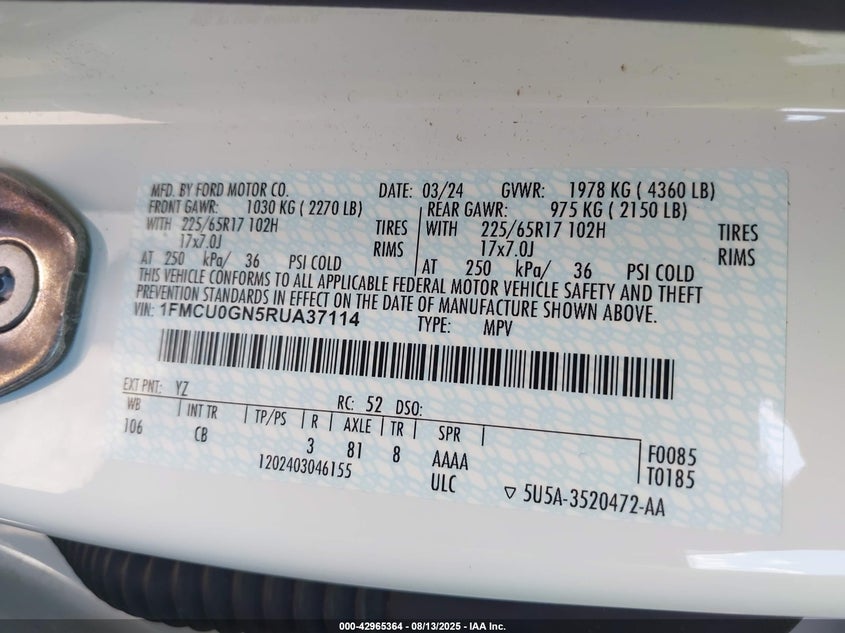 MFD. BY FORD MOTOR CO. DATE: 03/24 GVWR: 1978 KG ( 4360 LB)
FRONT GAWR: 1030 KG ( 2270 LB) REAR GAWR: 975 KG ( 2150 LB)
WITH 225/65R17 102H TIRES WITH 225/65R17 102H TIRES
17x7.0J RIMS 17x7.0J RIMS
AT 250 kPa/ 36 PSI COLD AT 250 kPa/ 36 PSI COLD
THIS VEHICLE CONFORMS TO ALL APPLICABLE FEDERAL MOTOR VEHICLE SAFETY AND THEFT
PREVENTION STANDARDS IN EFFECT ON THE DATE OF MANUFACTURE SHOWN ABOVE.
VIN: 1FMCU0GN5RUA37114 TYPE: MPV
EXT PNT: YZ RC: 52 DSO:
WB INT TR TP/PS R AXLE TR SPR
106 CB 3 81 8 AAAA F0085
1202403046155 ULC T0185
5U5A-3520472-AA
000-42965364 - 08/13/2025 - IAA Inc.